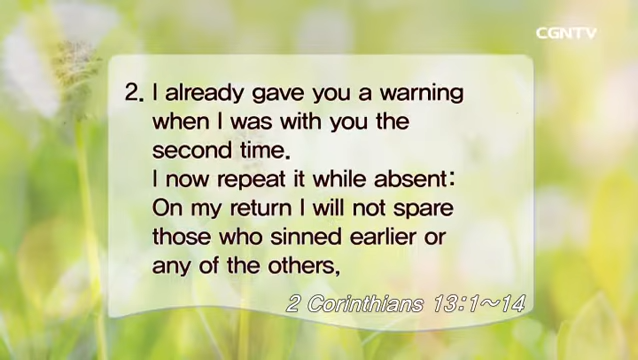 CGNTV
2. I already gave you a warning
when I was with you the
second time.
I now repeat it while absent:
On my return I will not spare
those who sinned earlier or
any of the others,
2 Corinthians 13:1~14